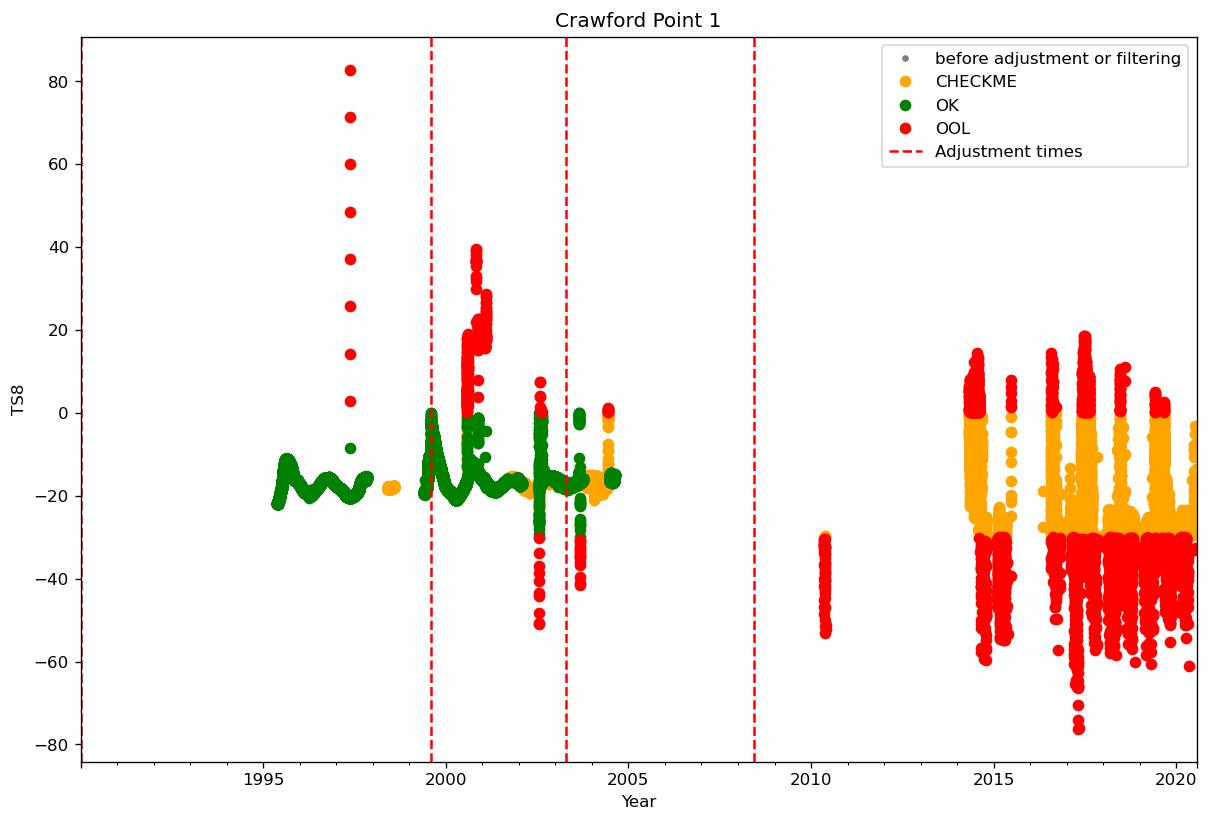 Crawford Point 1
before adjustment or filtering
CHECKME
OK
OOL
Adjustment times
TS8
80
60
40
20
0
−20
−40
−60
−80
1995 2000 2005 2010 2015 2020
Year